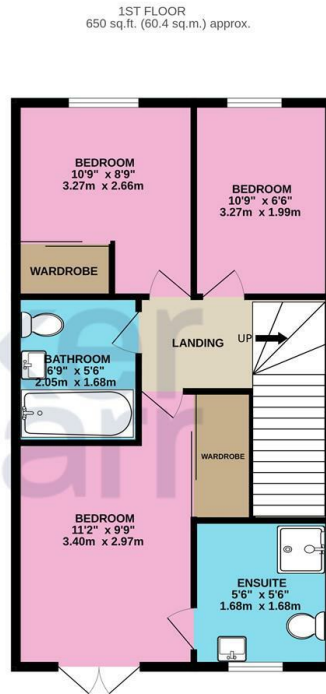 1ST FLOOR
650 sq.ft. (60.4 sq.m.) approx.
BEDROOM
10'9" x 8'9"
3.27m x 2.66m
BEDROOM
10'9" x 6'6"
3.27m x 1.99m
WARDROBE
BATHROOM
6'9" x 5'6"
2.05m x 1.68m
LANDING
UP
WARDROBE
BEDROOM
11'2" x 9'9"
3.40m x 2.97m
ENSUITE
5'6" x 5'6"
1.68m x 1.68m